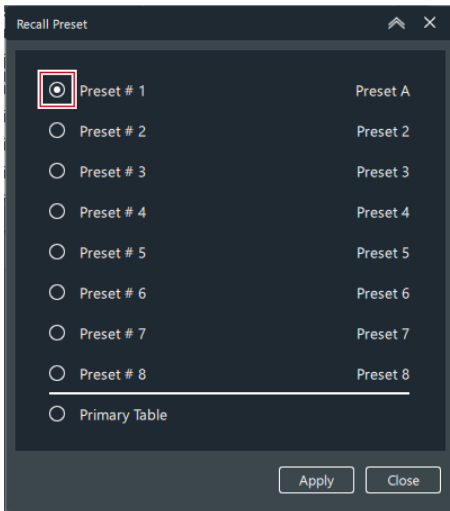 Recall Preset
Preset # 1 Preset A
Preset # 2 Preset 2
Preset # 3 Preset 3
Preset # 4 Preset 4
Preset # 5 Preset 5
Preset # 6 Preset 6
Preset # 7 Preset 7
Preset # 8 Preset 8
Primary Table
Apply Close